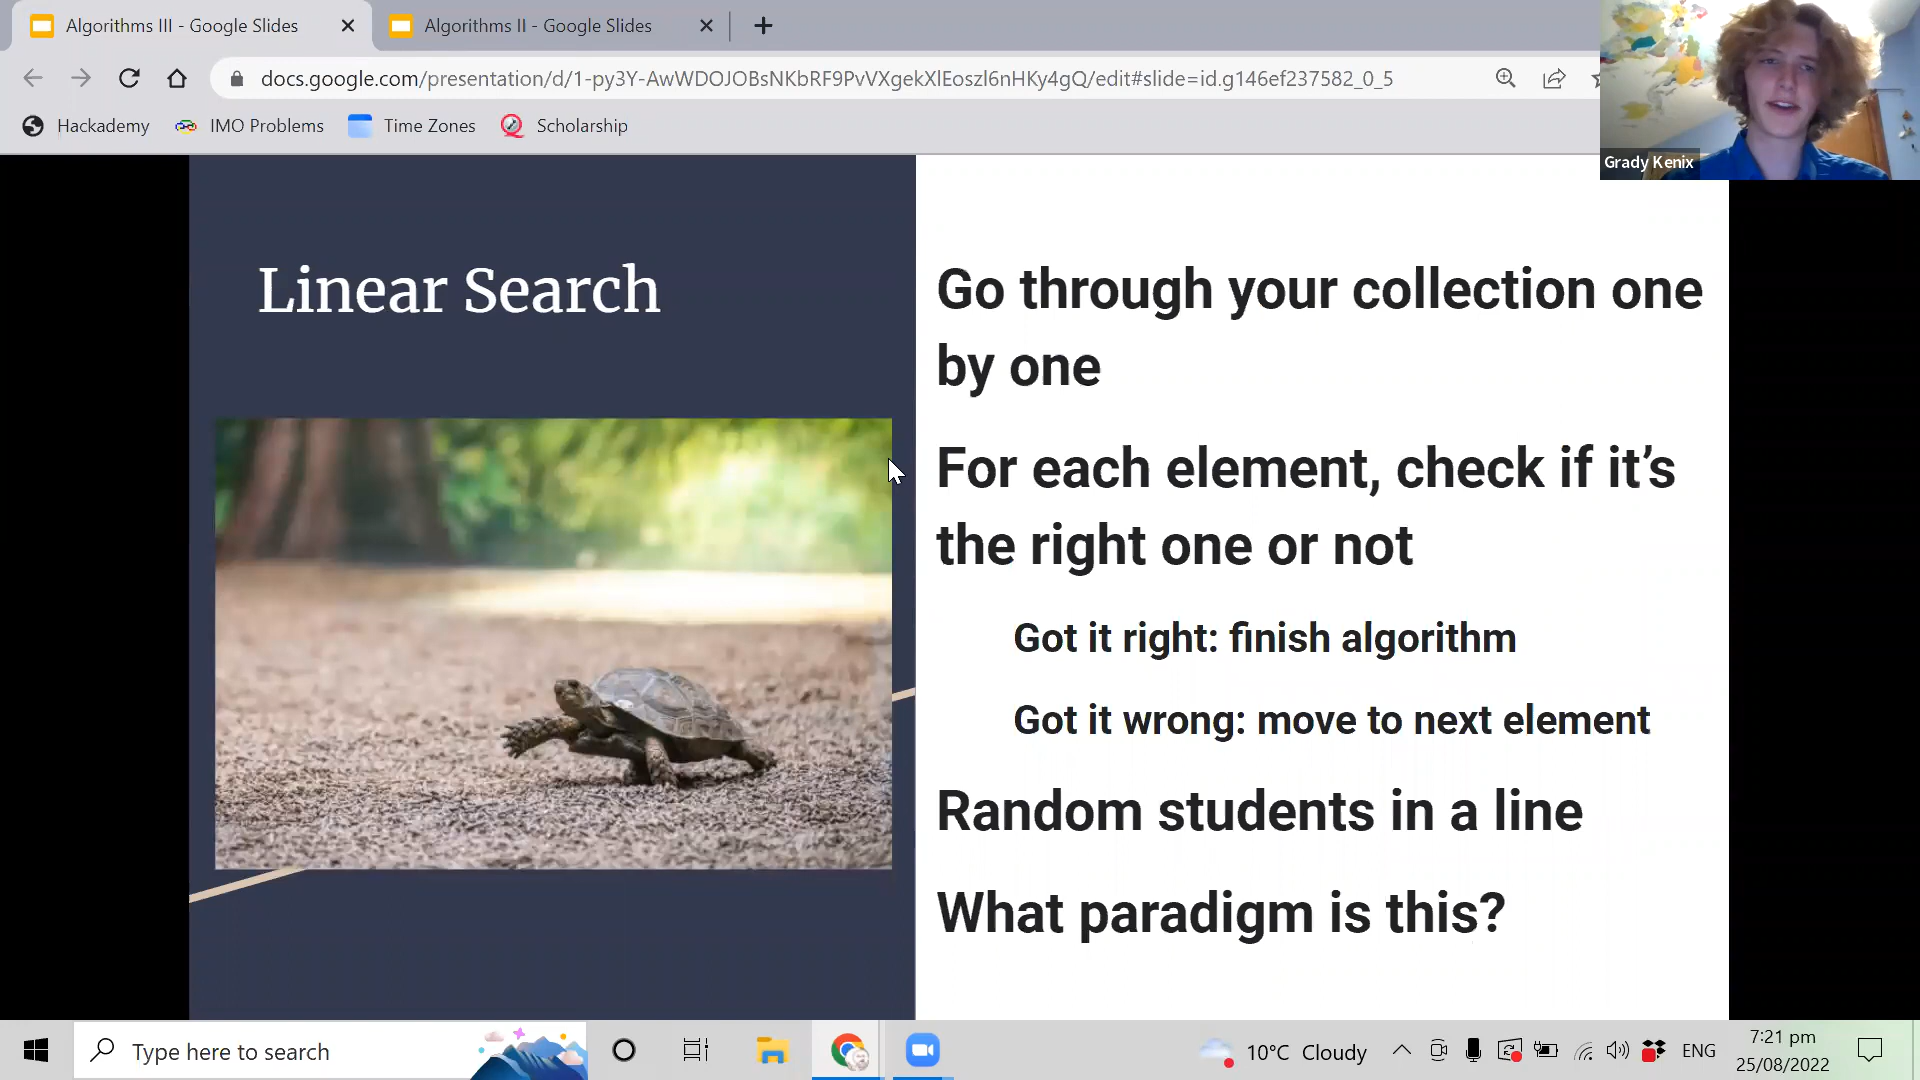 Algorithms III - Google Slides
Algorithms II - Google Slides
docs.google.com/presentation/d/1-py3Y-AwWDOJOBsNKbRF9PvVXgekXlEoszl6nHKy4gQ/edit#slide=id.g146ef237582_0_5
Hackademy
IMO Problems
Time Zones
Scholarship
Grady Kenix
Linear Search
Go through your collection one
by one
For each element, check if it’s
the right one or not
Got it right: finish algorithm
Got it wrong: move to next element
Random students in a line
What paradigm is this?
Type here to search
10°C Cloudy
ENG
7:21 pm
25/08/2022